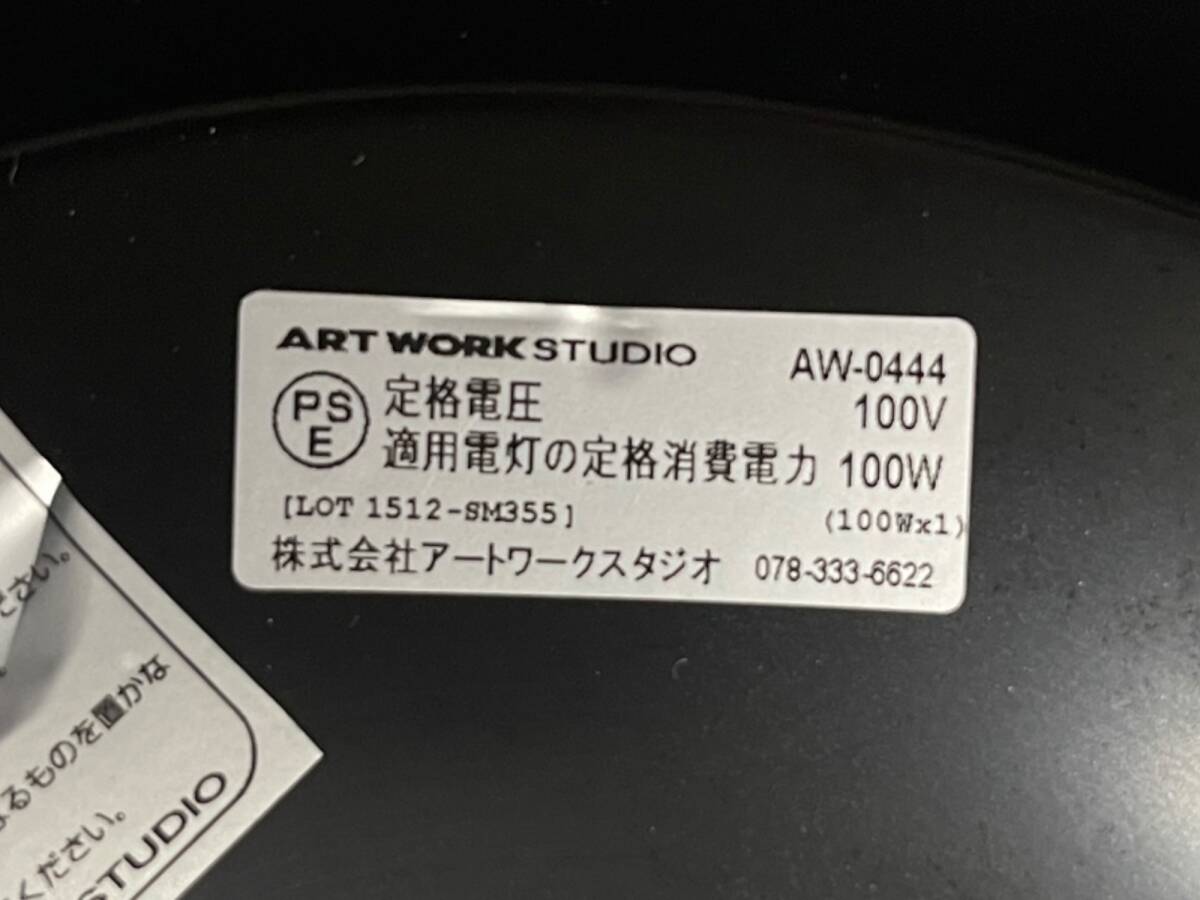 ART WORK STUDIO AW-0444
PS E 定格電圧 100V
適用電灯の定格消費電力 100W
[LOT 1512-SM355] (100Wx1)
株式会社アートワークスタジオ 078-333-6622
ださい。
るものを置かな
ください。
STUDIO